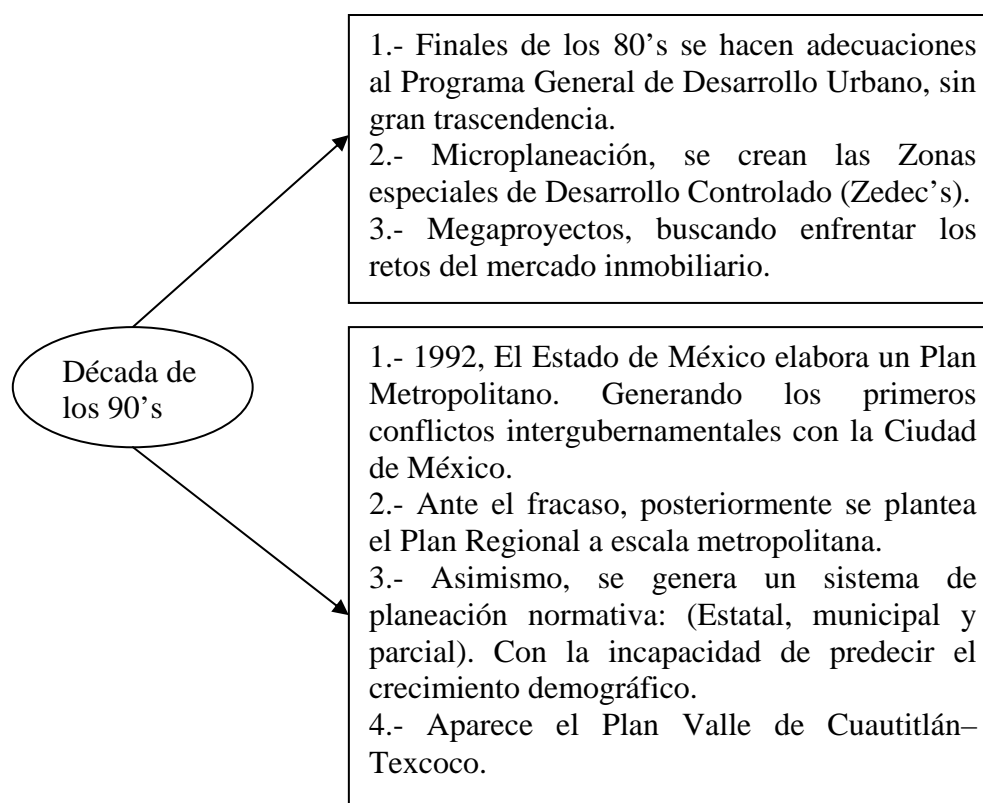 1.- Finales de los 80’s se hacen adecuaciones
al Programa General de Desarrollo Urbano, sin
gran trascendencia.
2.- Microplaneación, se crean las Zonas
especiales de Desarrollo Controlado (Zedec’s).
3.- Megaproyectos, buscando enfrentar los
retos del mercado inmobiliario.
Década de
los 90’s
1.- 1992, El Estado de México elabora un Plan
Metropolitano. Generando los primeros
conflictos intergubernamentales con la Ciudad
de México.
2.- Ante el fracaso, posteriormente se plantea
el Plan Regional a escala metropolitana.
3.- Asimismo, se genera un sistema de
planeación normativa: (Estatal, municipal y
parcial). Con la incapacidad de predecir el
crecimiento demográfico.
4.- Aparece el Plan Valle de Cuautitlán–
Texcoco.